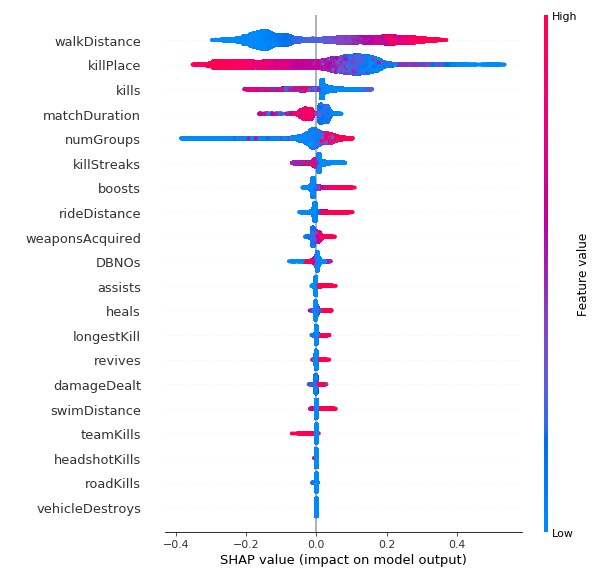 High
walkDistance
killPlace
kills
matchDuration
numGroups
killStreaks
boosts
rideDistance
weaponsAcquired
DBNOs
assists
heals
longestKill
revives
damageDealt
swimDistance
teamKills
headshotKills
roadKills
vehicleDestroys
Feature value
Low
−0.4 −0.2 0.0 0.2 0.4
SHAP value (impact on model output)